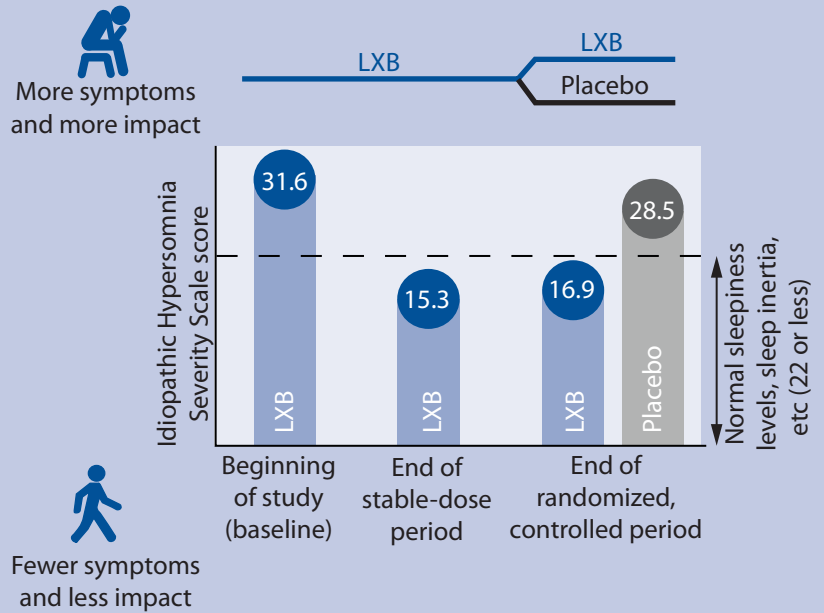 More symptoms
and more impact
LXB
LXB
Placebo
Idiopathic Hypersomnia
Severity Scale score
31.6
15.3
16.9
28.5
LXB
LXB
LXB
Placebo
Normal sleepiness
levels, sleep inertia,
etc (22 or less)
Beginning
of study
(baseline)
End of
stable-dose
period
End of
randomized,
controlled period
Fewer symptoms
and less impact